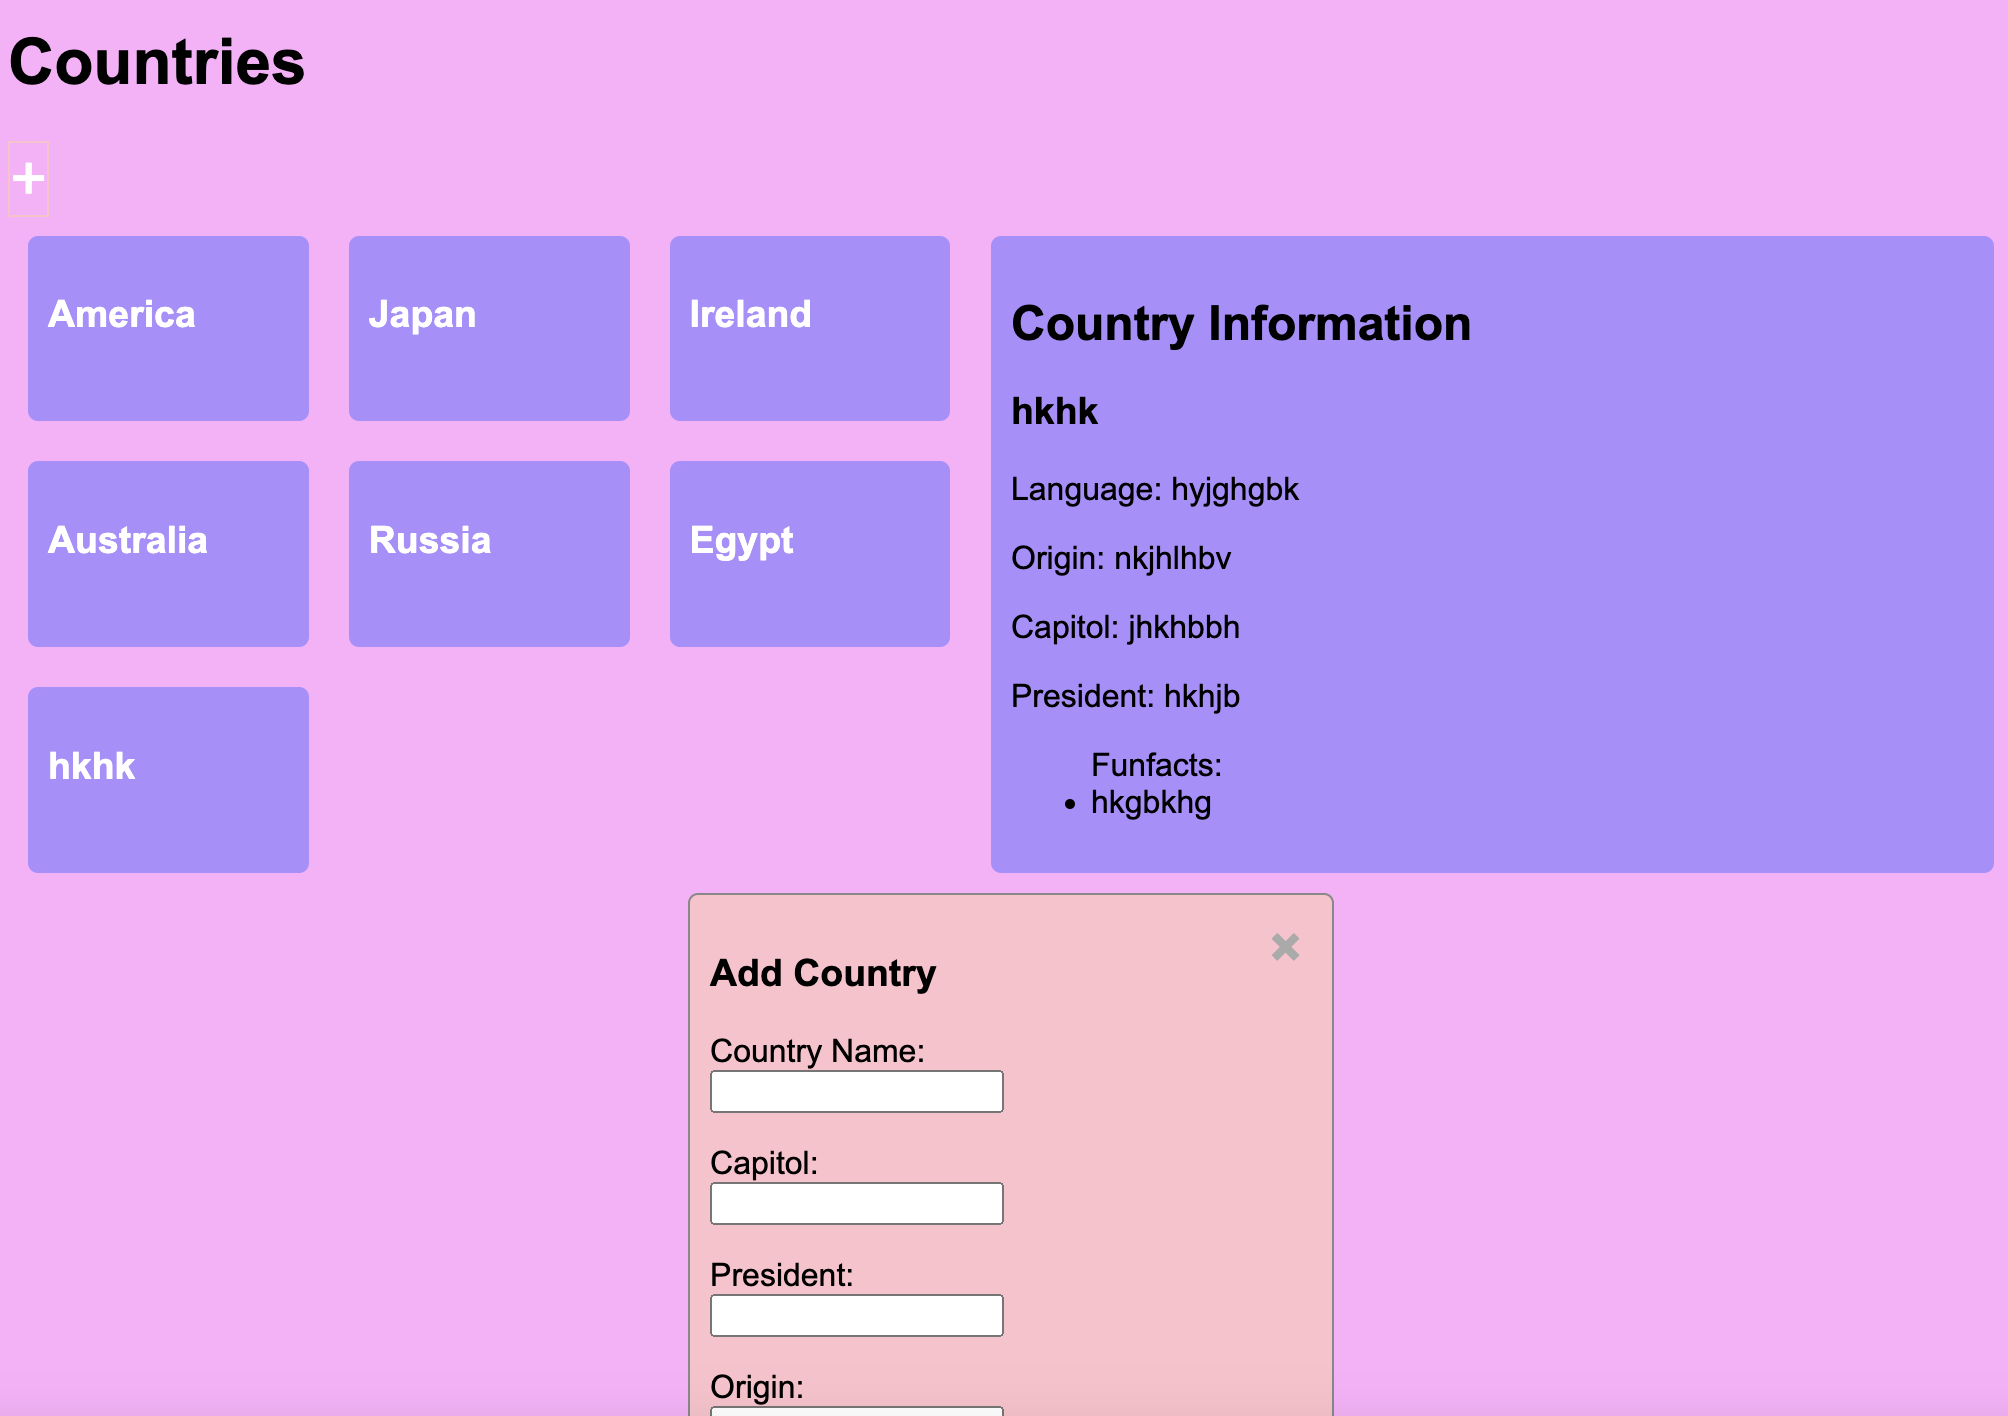 Countries
+
America
Japan
Ireland
Australia
Russia
Egypt
hkhk
Country Information
hkhk
Language: hyjghgbk
Origin: nkjhlhbv
Capitol: jhkhbbh
President: hkhjb
Funfacts:
• hkgbkhg
Add Country
×
Country Name:
Capitol:
President:
Origin: